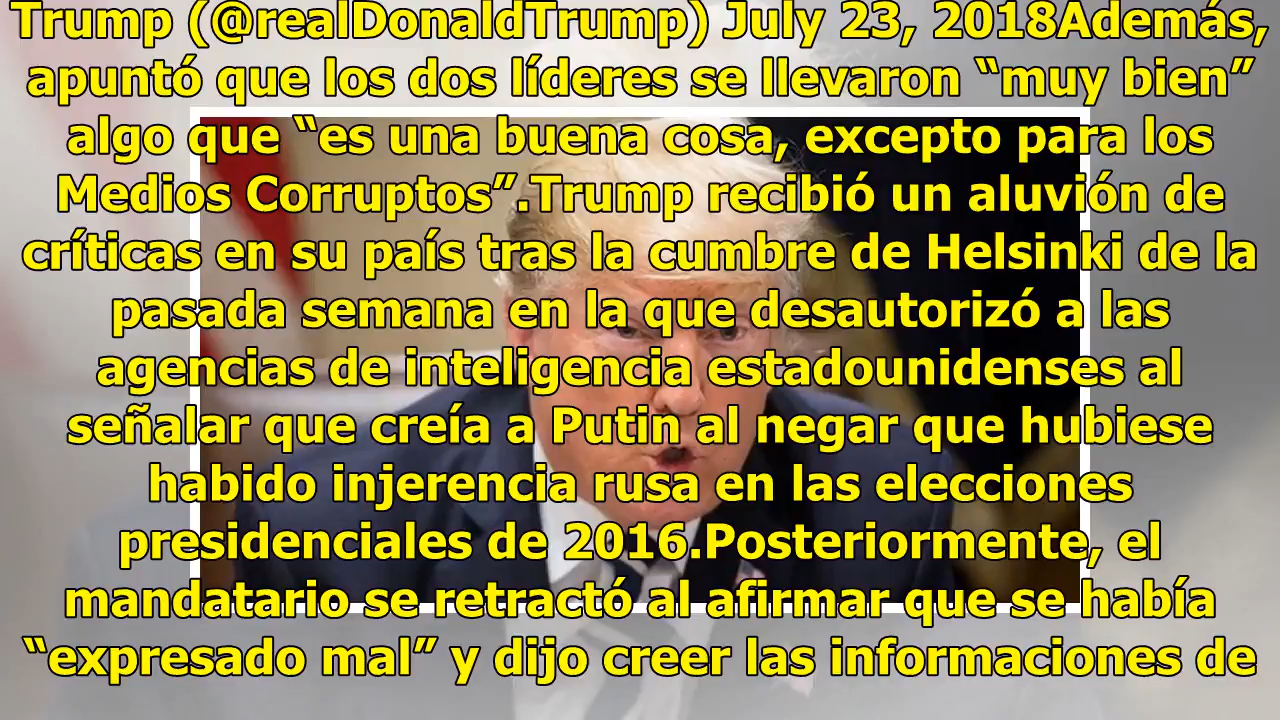 Trump (@realDonaldTrump) July 23, 2018Además,
apuntó que los dos líderes se llevaron “muy bien”
algo que “es una buena cosa, excepto para los
Medios Corruptos”.Trump recibió un aluvión de
críticas en su país tras la cumbre de Helsinki de la
pasada semana en la que desautorizó a las
agencias de inteligencia estadounidenses al
señalar que creía a Putin al negar que hubiese
habido injerencia rusa en las elecciones
presidenciales de 2016.Posteriormente, el
mandatario se retractó al afirmar que se había
“expresado mal” y dijo creer las informaciones de